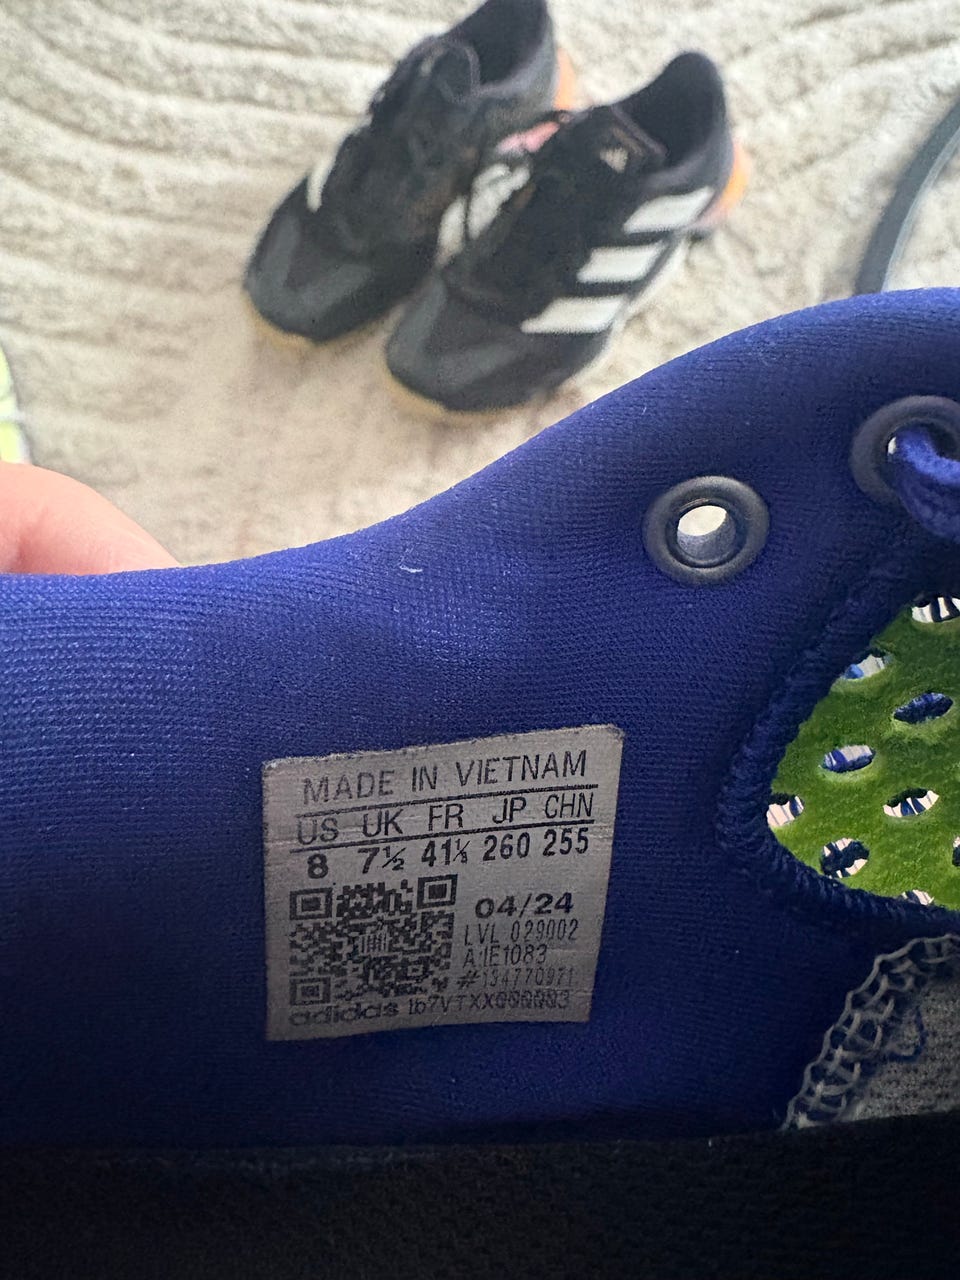 MADE IN VIETNAM
US UK FR JP CHN
8 7½ 41⅓ 260 255
04/24
LVL 029002
A IE1083
#134770971
adidas